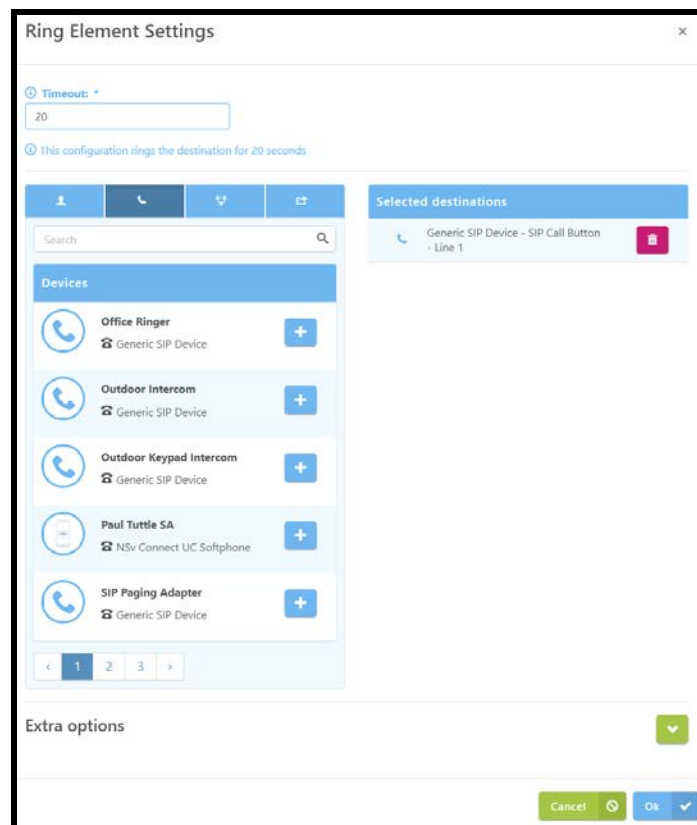 Ring Element Settings
×
Timeout: *
20
This configuration rings the destination for 20 seconds
Search
Devices
Office Ringer
Generic SIP Device
Outdoor Intercom
Generic SIP Device
Outdoor Keypad Intercom
Generic SIP Device
Paul Tuttle SA
NSv Connect UC Softphone
SIP Paging Adapter
Generic SIP Device
‹ 1 2 3 ›
Selected destinations
Generic SIP Device - SIP Call Button
- Line 1
Extra options
Cancel
Ok